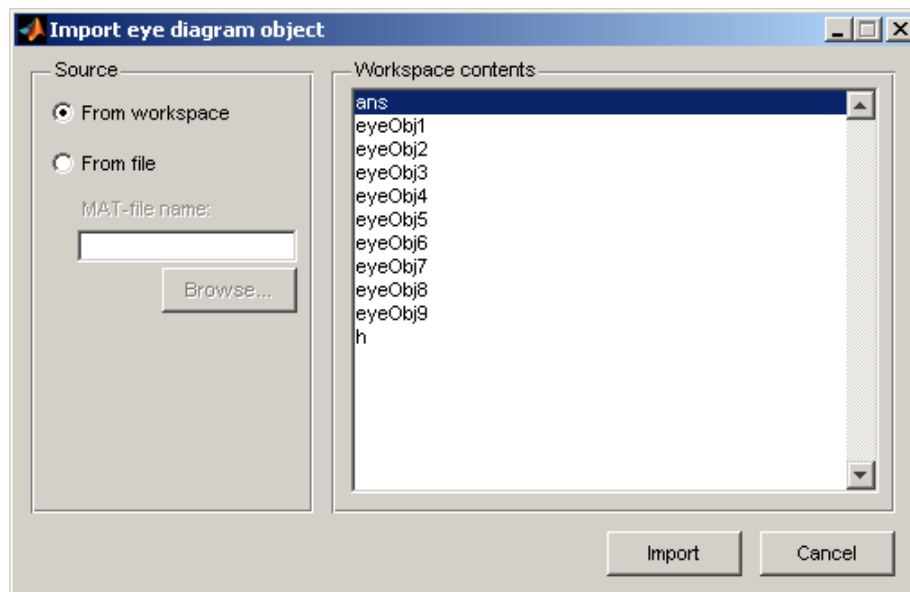 Import eye diagram object
Source
From workspace
From file
MAT-file name:
Browse...
Workspace contents
ans
eyeObj1
eyeObj2
eyeObj3
eyeObj4
eyeObj5
eyeObj6
eyeObj7
eyeObj8
eyeObj9
h
Import
Cancel